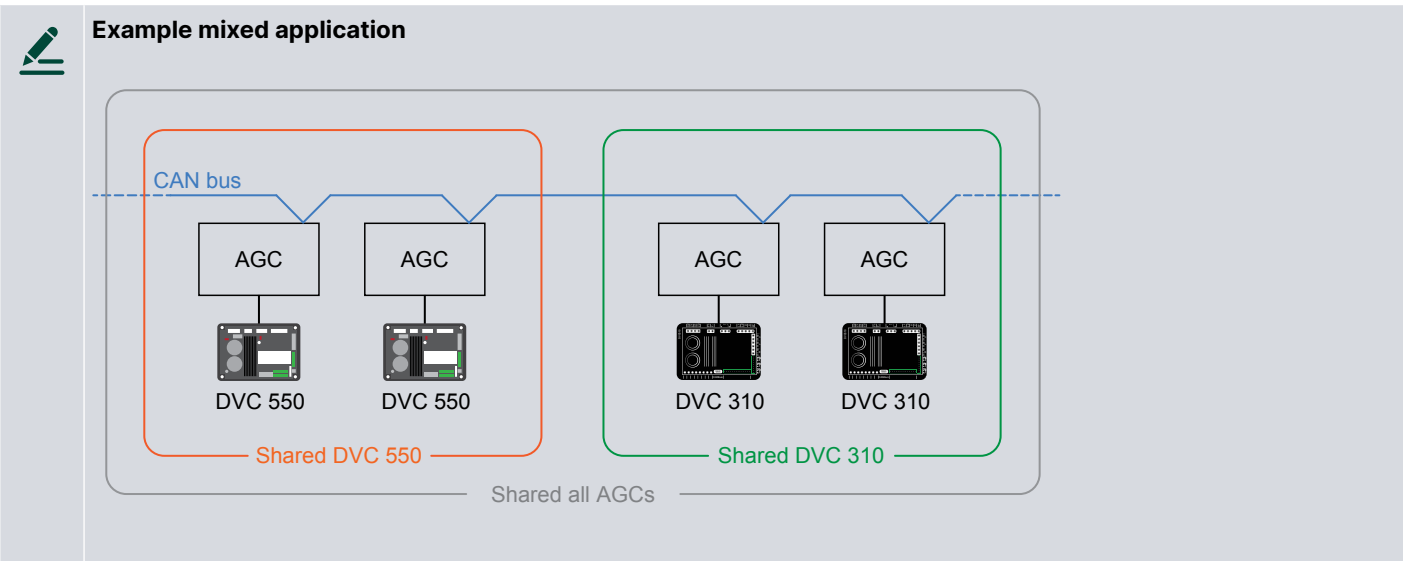 Example mixed application
CAN bus
AGC AGC AGC AGC
DVC 550 DVC 550 DVC 310 DVC 310
Shared DVC 550 Shared DVC 310
Shared all AGCs